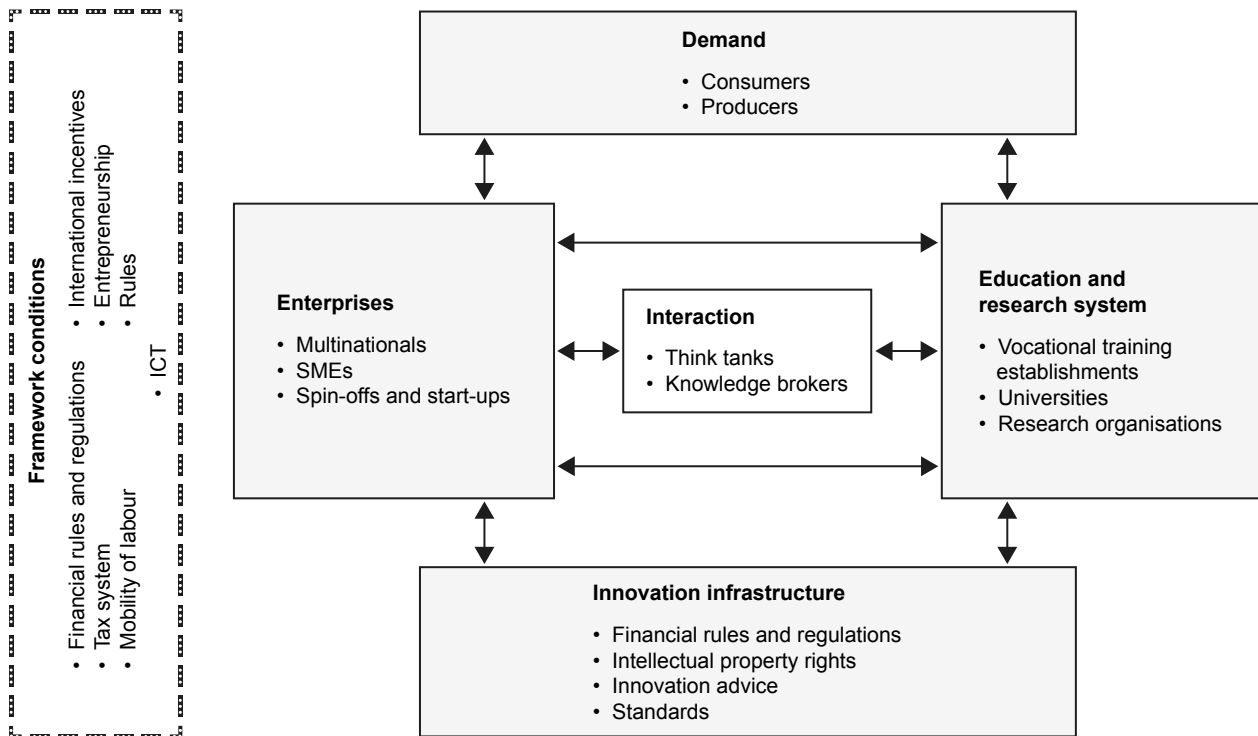 Framework conditions
• Financial rules and regulations
• Tax system
• Mobility of labour
• International incentives
• Entrepreneurship
• Rules
• ICT
Demand
• Consumers
• Producers
Enterprises
• Multinationals
• SMEs
• Spin-offs and start-ups
Interaction
• Think tanks
• Knowledge brokers
Education and
research system
• Vocational training
establishments
• Universities
• Research organisations
Innovation infrastructure
• Financial rules and regulations
• Intellectual property rights
• Innovation advice
• Standards